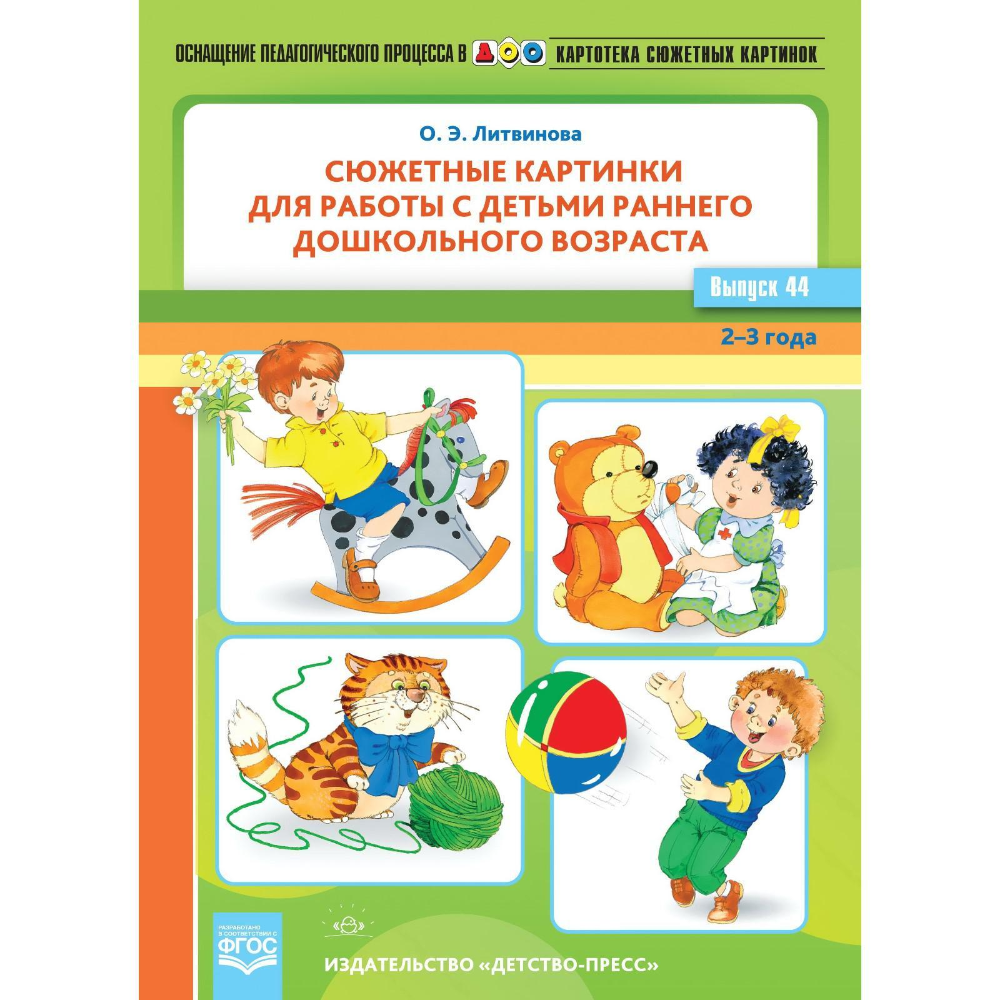 ОСНАЩЕНИЕ ПЕДАГОГИЧЕСКОГО ПРОЦЕССА В ДОО КАРТОТЕКА СЮЖЕТНЫХ КАРТИНОК
О. Э. Литвинова
СЮЖЕТНЫЕ КАРТИНКИ
ДЛЯ РАБОТЫ С ДЕТЬМИ РАННЕГО
ДОШКОЛЬНОГО ВОЗРАСТА
Выпуск 44
2–3 года
РАЗРАБОТАНО
В СООТВЕТСТВИИ С
ФГОС
ИЗДАТЕЛЬСТВО «ДЕТСТВО-ПРЕСС»